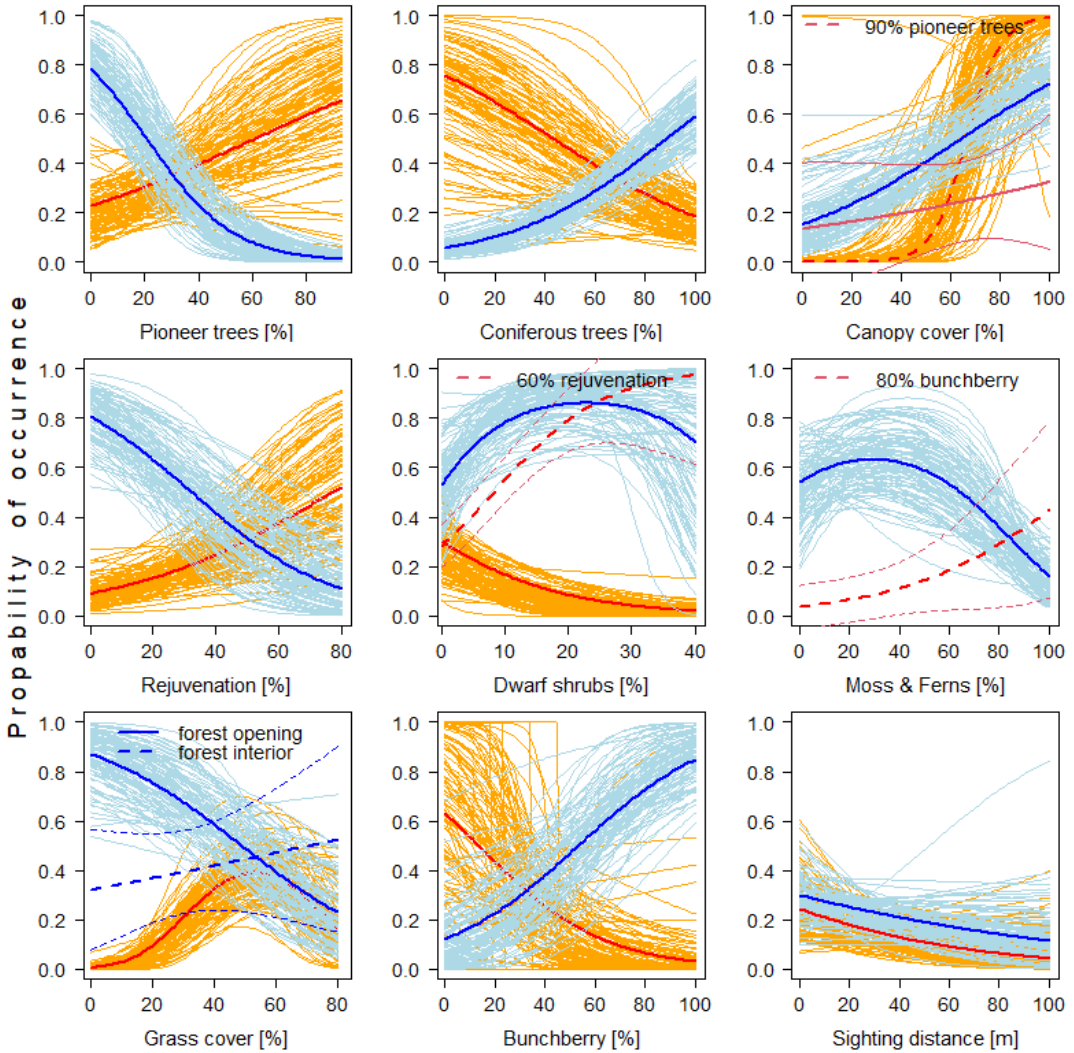 Propability of occurrence
1.0
0.8
0.6
0.4
0.2
0.0
0 20 40 60 80
Pioneer trees [%]
1.0
0.8
0.6
0.4
0.2
0.0
0 20 40 60 80 100
Coniferous trees [%]
90% pioneer trees
1.0
0.8
0.6
0.4
0.2
0.0
0 20 40 60 80 100
Canopy cover [%]
1.0
0.8
0.6
0.4
0.2
0.0
0 20 40 60 80
Rejuvenation [%]
60% rejuvenation
1.0
0.8
0.6
0.4
0.2
0.0
0 10 20 30 40
Dwarf shrubs [%]
80% bunchberry
1.0
0.8
0.6
0.4
0.2
0.0
0 20 40 60 80 100
Moss & Ferns [%]
forest opening
forest interior
1.0
0.8
0.6
0.4
0.2
0.0
0 20 40 60 80
Grass cover [%]
1.0
0.8
0.6
0.4
0.2
0.0
0 20 40 60 80 100
Bunchberry [%]
1.0
0.8
0.6
0.4
0.2
0.0
0 20 40 60 80 100
Sighting distance [m]